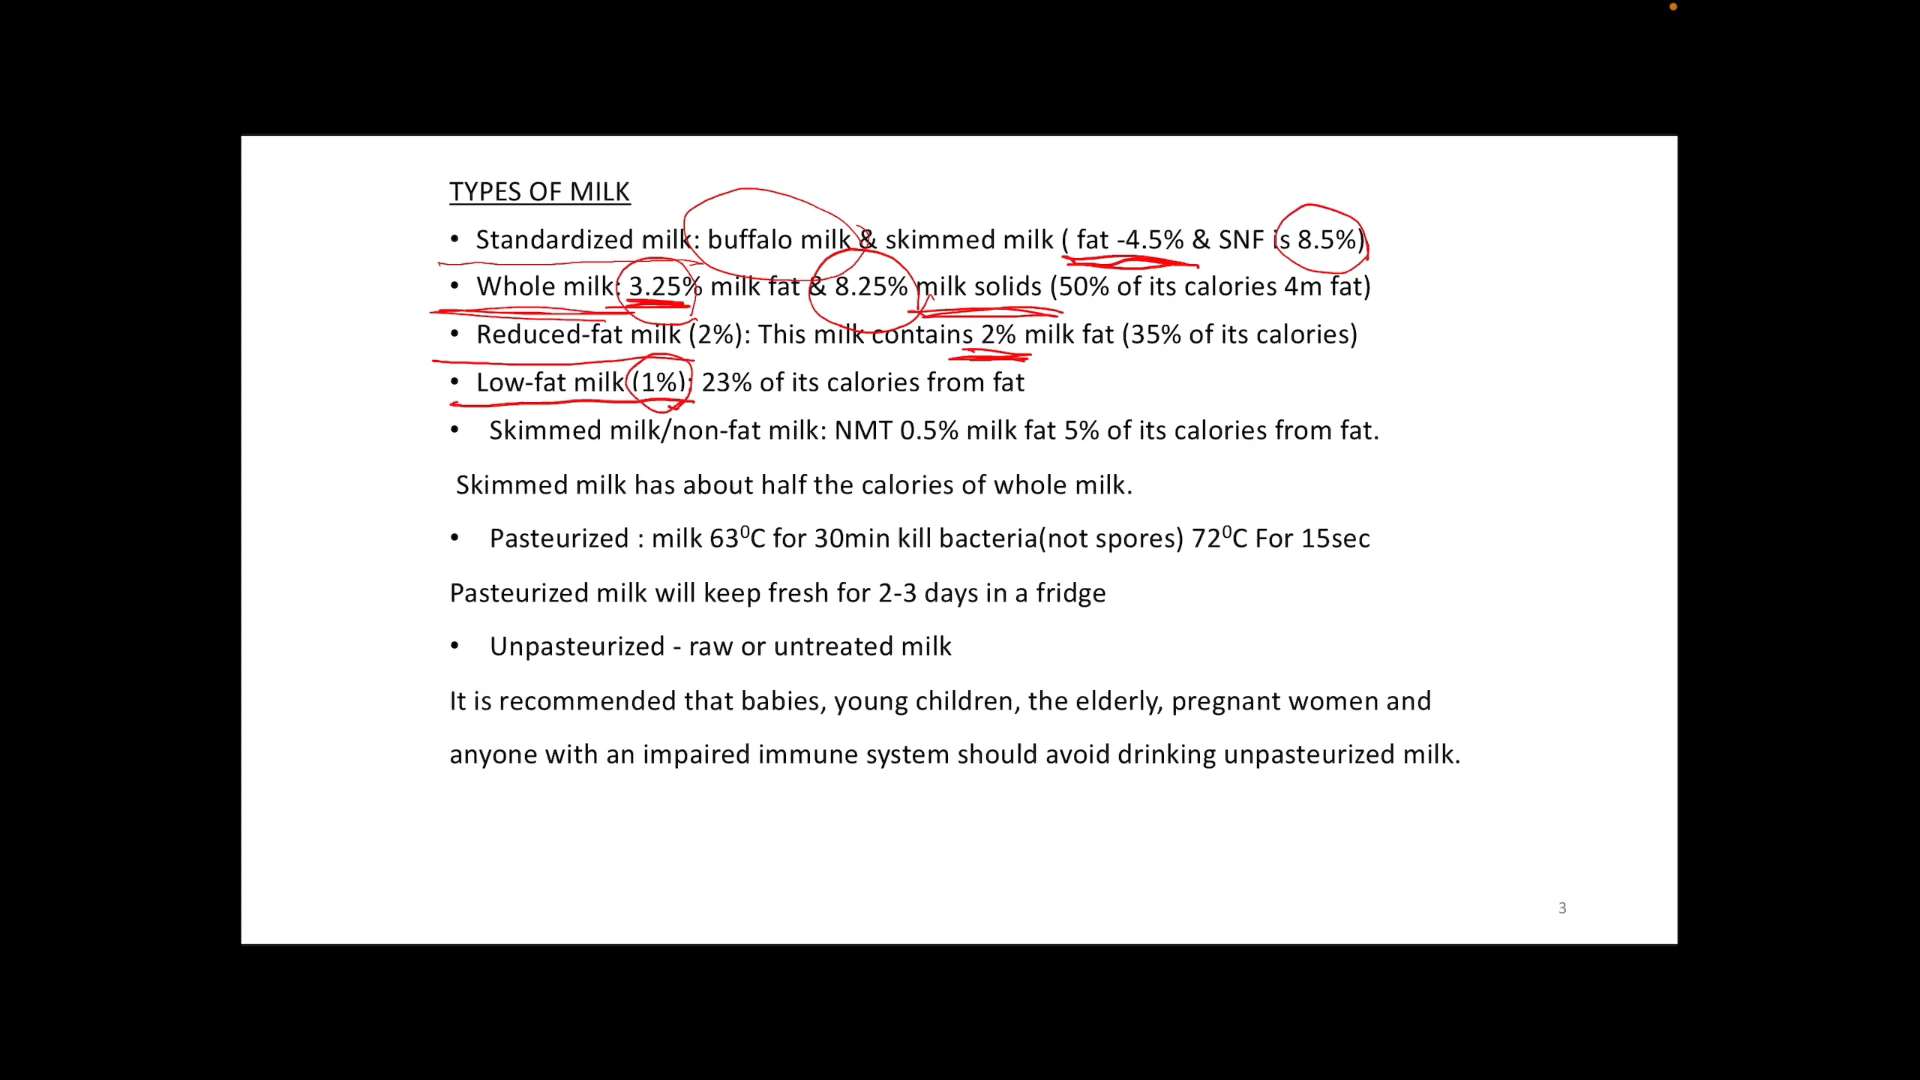 TYPES OF MILK
• Standardized milk: buffalo milk & skimmed milk ( fat -4.5% & SNF is 8.5%)
• Whole milk: 3.25% milk fat & 8.25% milk solids (50% of its calories 4m fat)
• Reduced-fat milk (2%): This milk contains 2% milk fat (35% of its calories)
• Low-fat milk (1%): 23% of its calories from fat
• Skimmed milk/non-fat milk: NMT 0.5% milk fat 5% of its calories from fat.
Skimmed milk has about half the calories of whole milk.
• Pasteurized : milk 63⁰C for 30min kill bacteria(not spores) 72⁰C For 15sec
Pasteurized milk will keep fresh for 2-3 days in a fridge
• Unpasteurized - raw or untreated milk
It is recommended that babies, young children, the elderly, pregnant women and
anyone with an impaired immune system should avoid drinking unpasteurized milk.
3